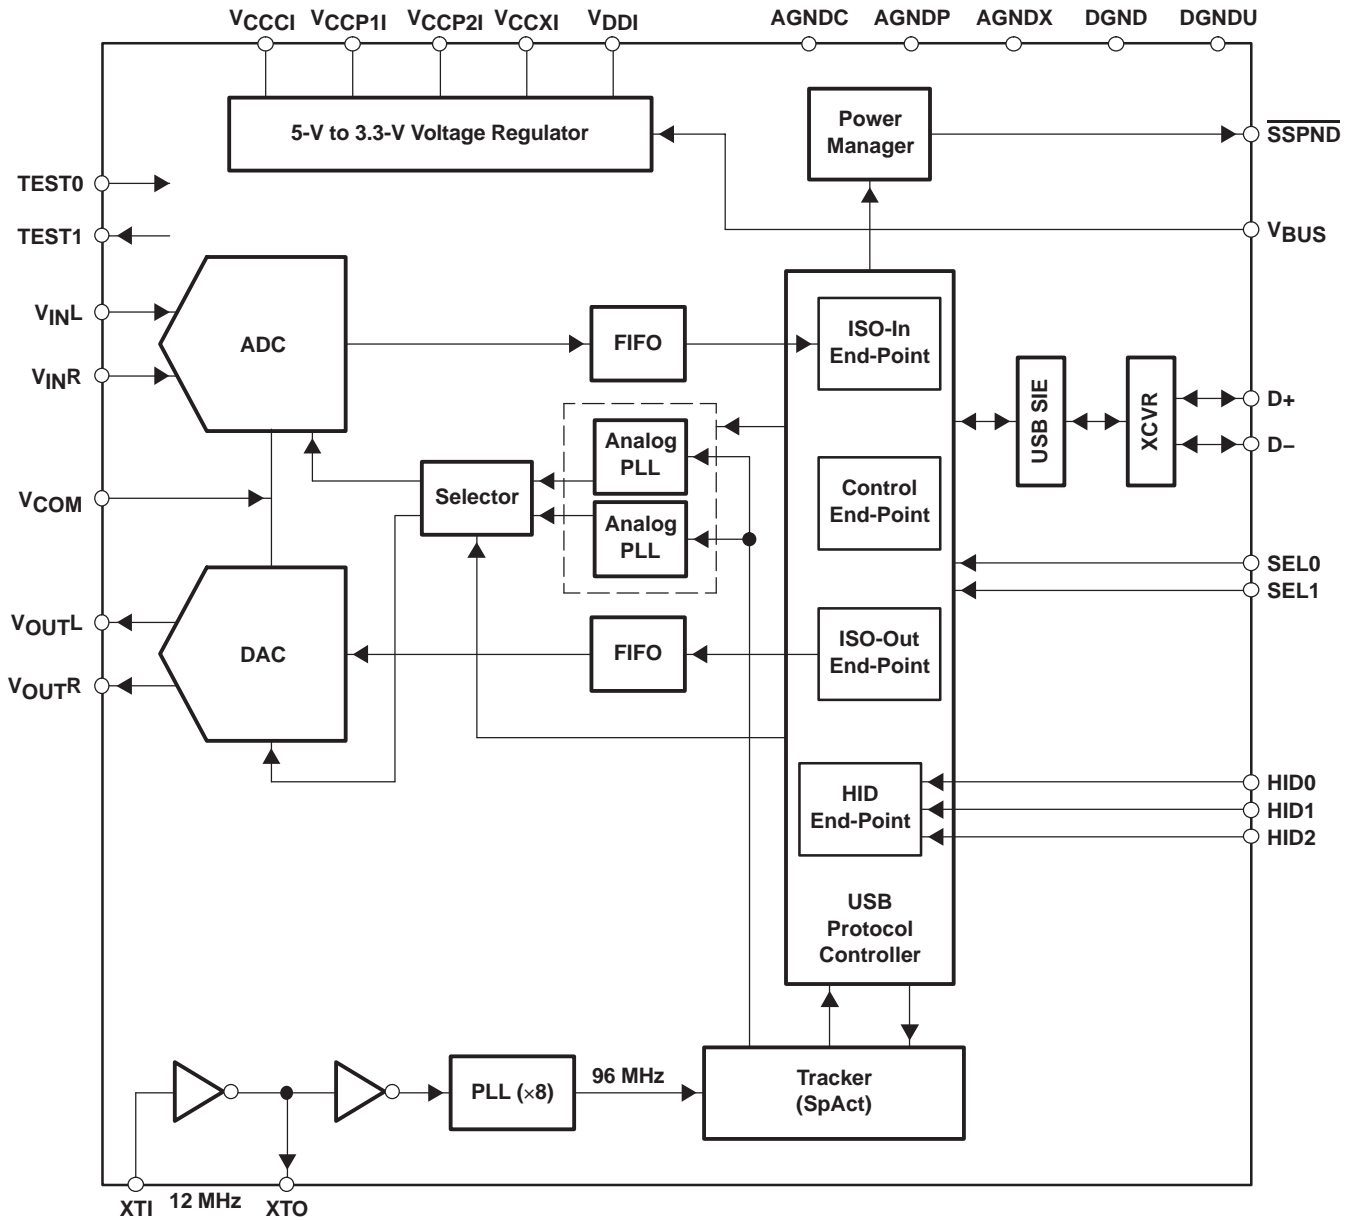 VCCCI VCCP1I VCCP2I VCCXI VDDI AGNDC AGNDP AGNDX DGND DGNDU
5-V to 3.3-V Voltage Regulator
Power
Manager
SSPND
TEST0
TEST1
VBUS
VINL
VINR
ADC
FIFO
ISO-In
End-Point
USB SIE
XCVR
D+
D–
Analog
PLL
Selector
Analog
PLL
VCOM
Control
End-Point
SEL0
SEL1
VOUTL
VOUTR
DAC
FIFO
ISO-Out
End-Point
HID
End-Point
HID0
HID1
HID2
USB
Protocol
Controller
PLL (×8)
96 MHz
Tracker
(SpAct)
XTI 12 MHz XTO